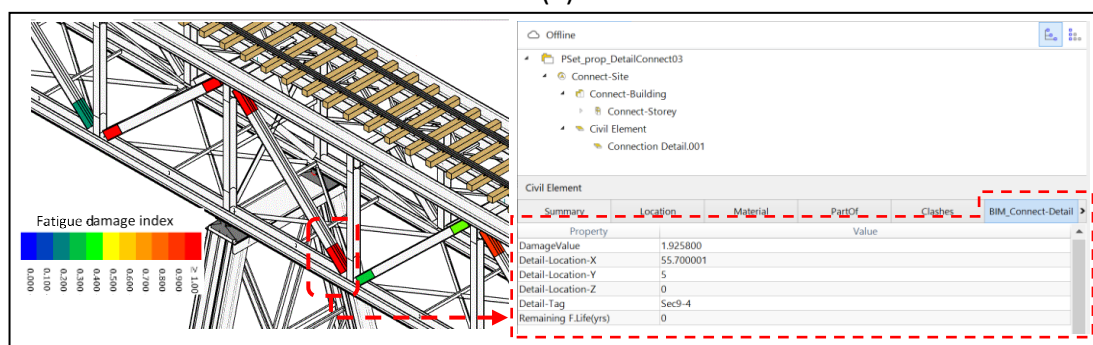 Offline
PSet_prop_DetailConnect03
Connect-Site
Connect-Building
Connect-Storey
Civil Element
Connection Detail.001
Civil Element
Summary Location Material PartOf Clashes BIM_Connect-Detail
Property Value
DamageValue 1.925800
Detail-Location-X 55.700001
Detail-Location-Y 5
Detail-Location-Z 0
Detail-Tag Sec9-4
Remaining F.Life(yrs) 0
Fatigue damage index
0.000 0.100 0.200 0.300 0.400 0.500 0.600 0.700 0.800 0.900 ≥ 1.00